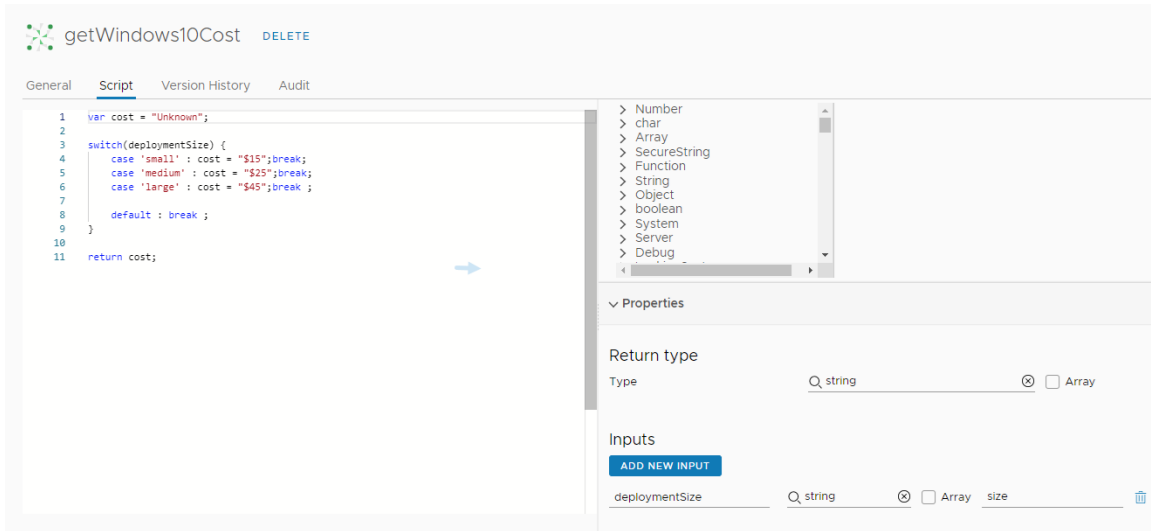 getWindows10Cost DELETE
General Script Version History Audit
1 var cost = "Unknown";
2
3 switch(deploymentSize) {
4 case 'small' : cost = "$15";break;
5 case 'medium' : cost = "$25";break;
6 case 'large' : cost = "$45";break ;
7
8 default : break ;
9 }
10
11 return cost;
Number
char
Array
SecureString
Function
String
Object
boolean
System
Server
Debug
Properties
Return type
Type string Array
Inputs
ADD NEW INPUT
deploymentSize string Array size